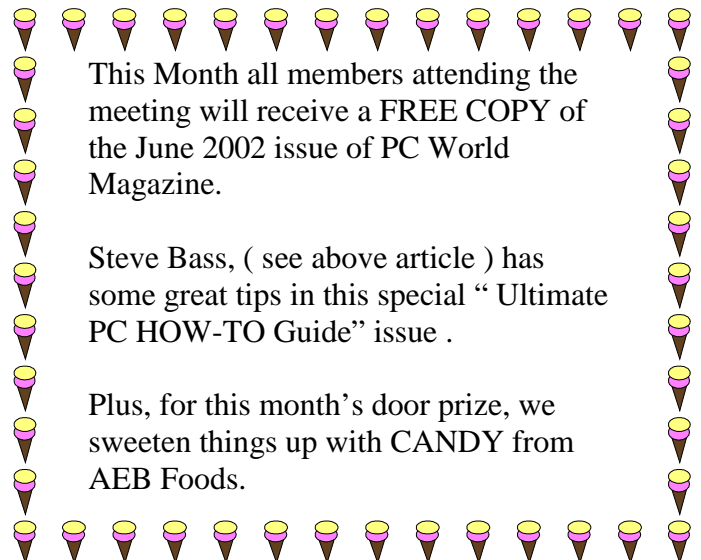 This Month all members attending the
meeting will receive a FREE COPY of
the June 2002 issue of PC World
Magazine.
Steve Bass, ( see above article ) has
some great tips in this special “ Ultimate
PC HOW-TO Guide” issue .
Plus, for this month’s door prize, we
sweeten things up with CANDY from
AEB Foods.